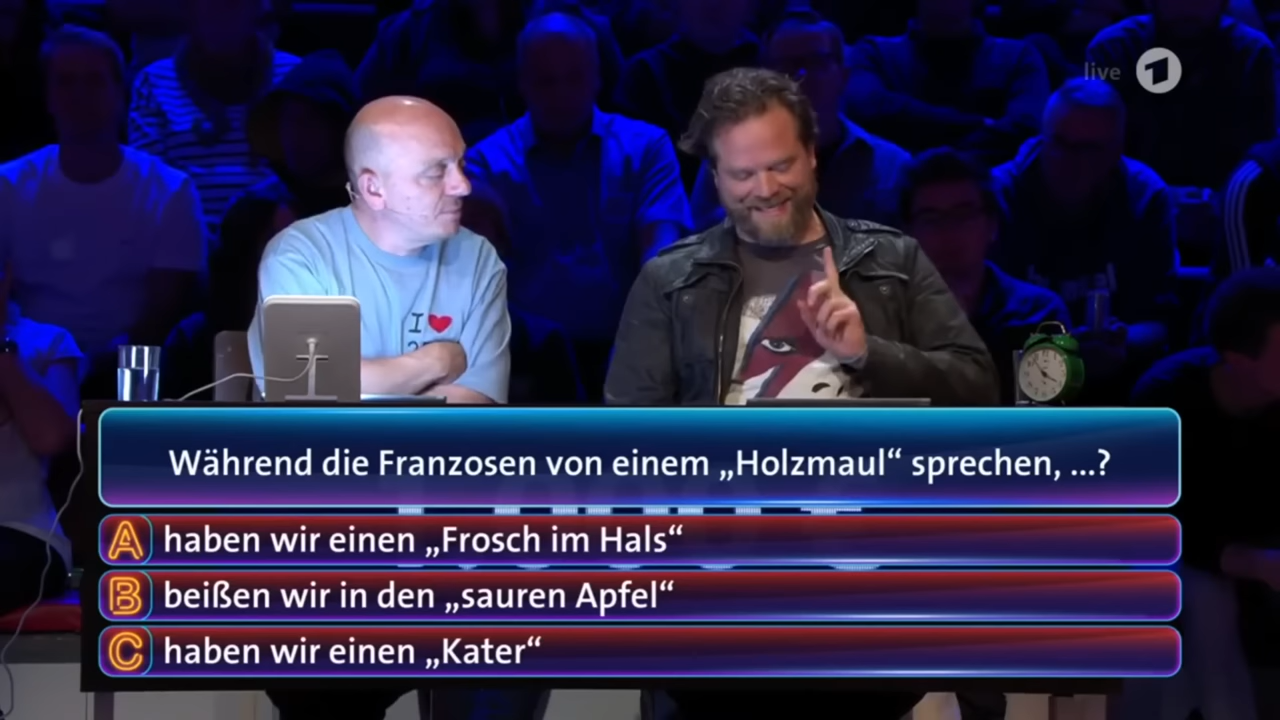 live 1
I ♥
Während die Franzosen von einem „Holzmaul“ sprechen, ...?
A haben wir einen „Frosch im Hals“
B beißen wir in den „sauren Apfel“
C haben wir einen „Kater“